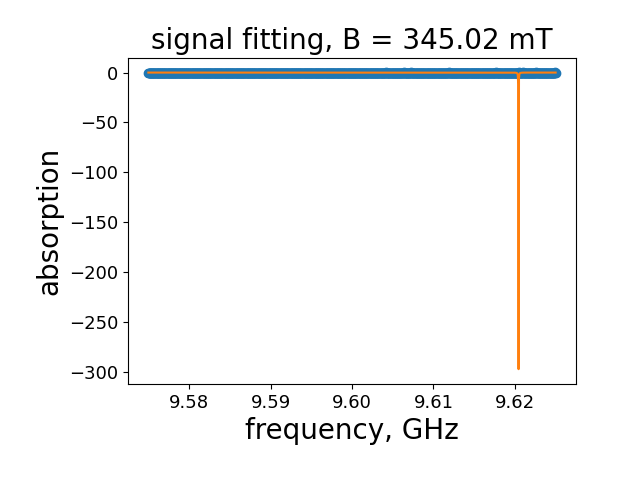 signal fitting, B = 345.02 mT
absorption
0
−50
−100
−150
−200
−250
−300
9.58 9.59 9.60 9.61 9.62
frequency, GHz